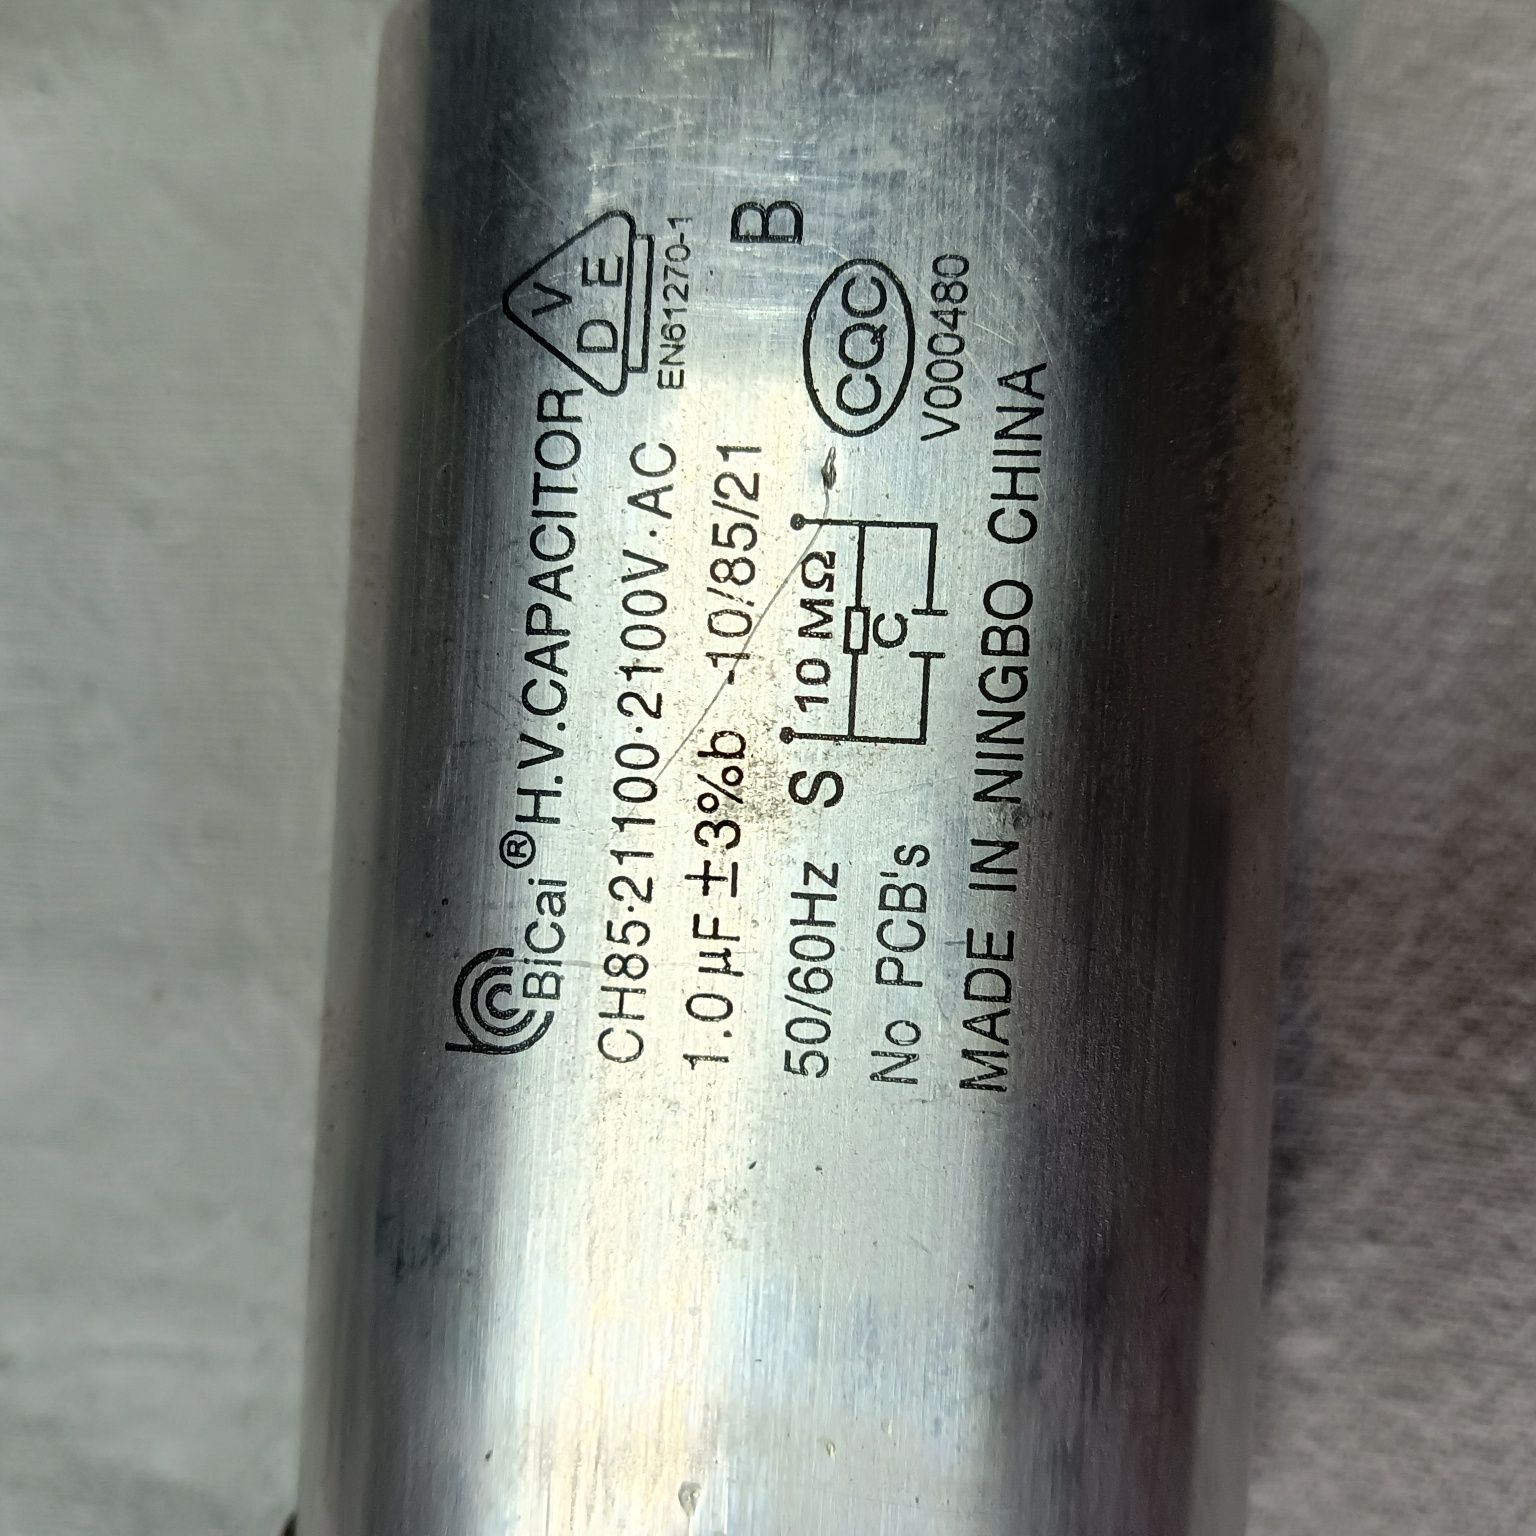 BiCai® H.V.CAPACITOR
VDE
EN61270-1
CH85·21100·2100V·AC
1.0 µF ±3%b -10/85/21
B
50/60Hz S
10 MΩ
C
CQC
V000480
No PCB's
MADE IN NINGBO CHINA